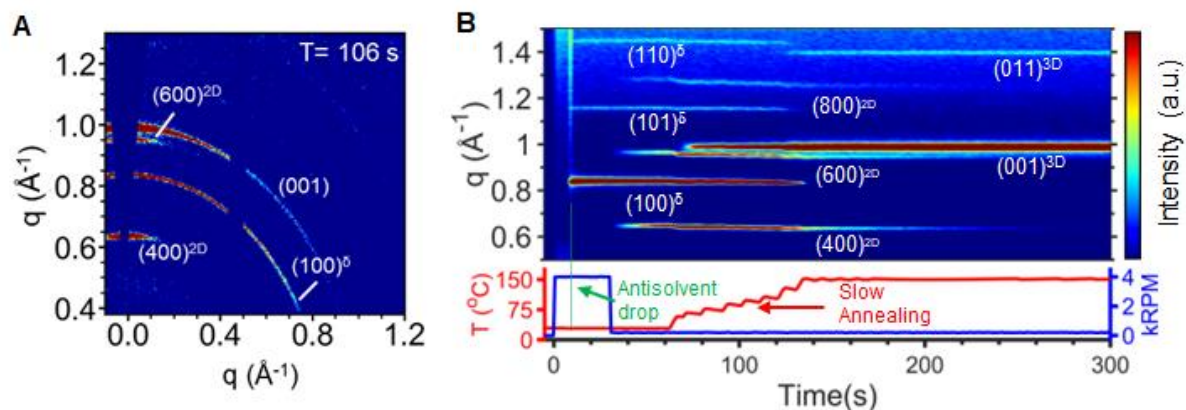 A
T= 106 s
(600)2D
(001)
(400)2D
(100)δ
1.2
1.0
0.8
0.6
0.4
q (Å-1)
0.0 0.4 0.8 1.2
q (Å-1)
B
(110)δ
(011)3D
(800)2D
(101)δ
(600)2D
(001)3D
(100)δ
(400)2D
1.4
1.2
1
0.8
0.6
q (Å-1)
Intensity (a.u.)
Antisolvent
drop
Slow
Annealing
150
75
0
T (oC)
4
2
0
kRPM
0 100 200 300
Time(s)